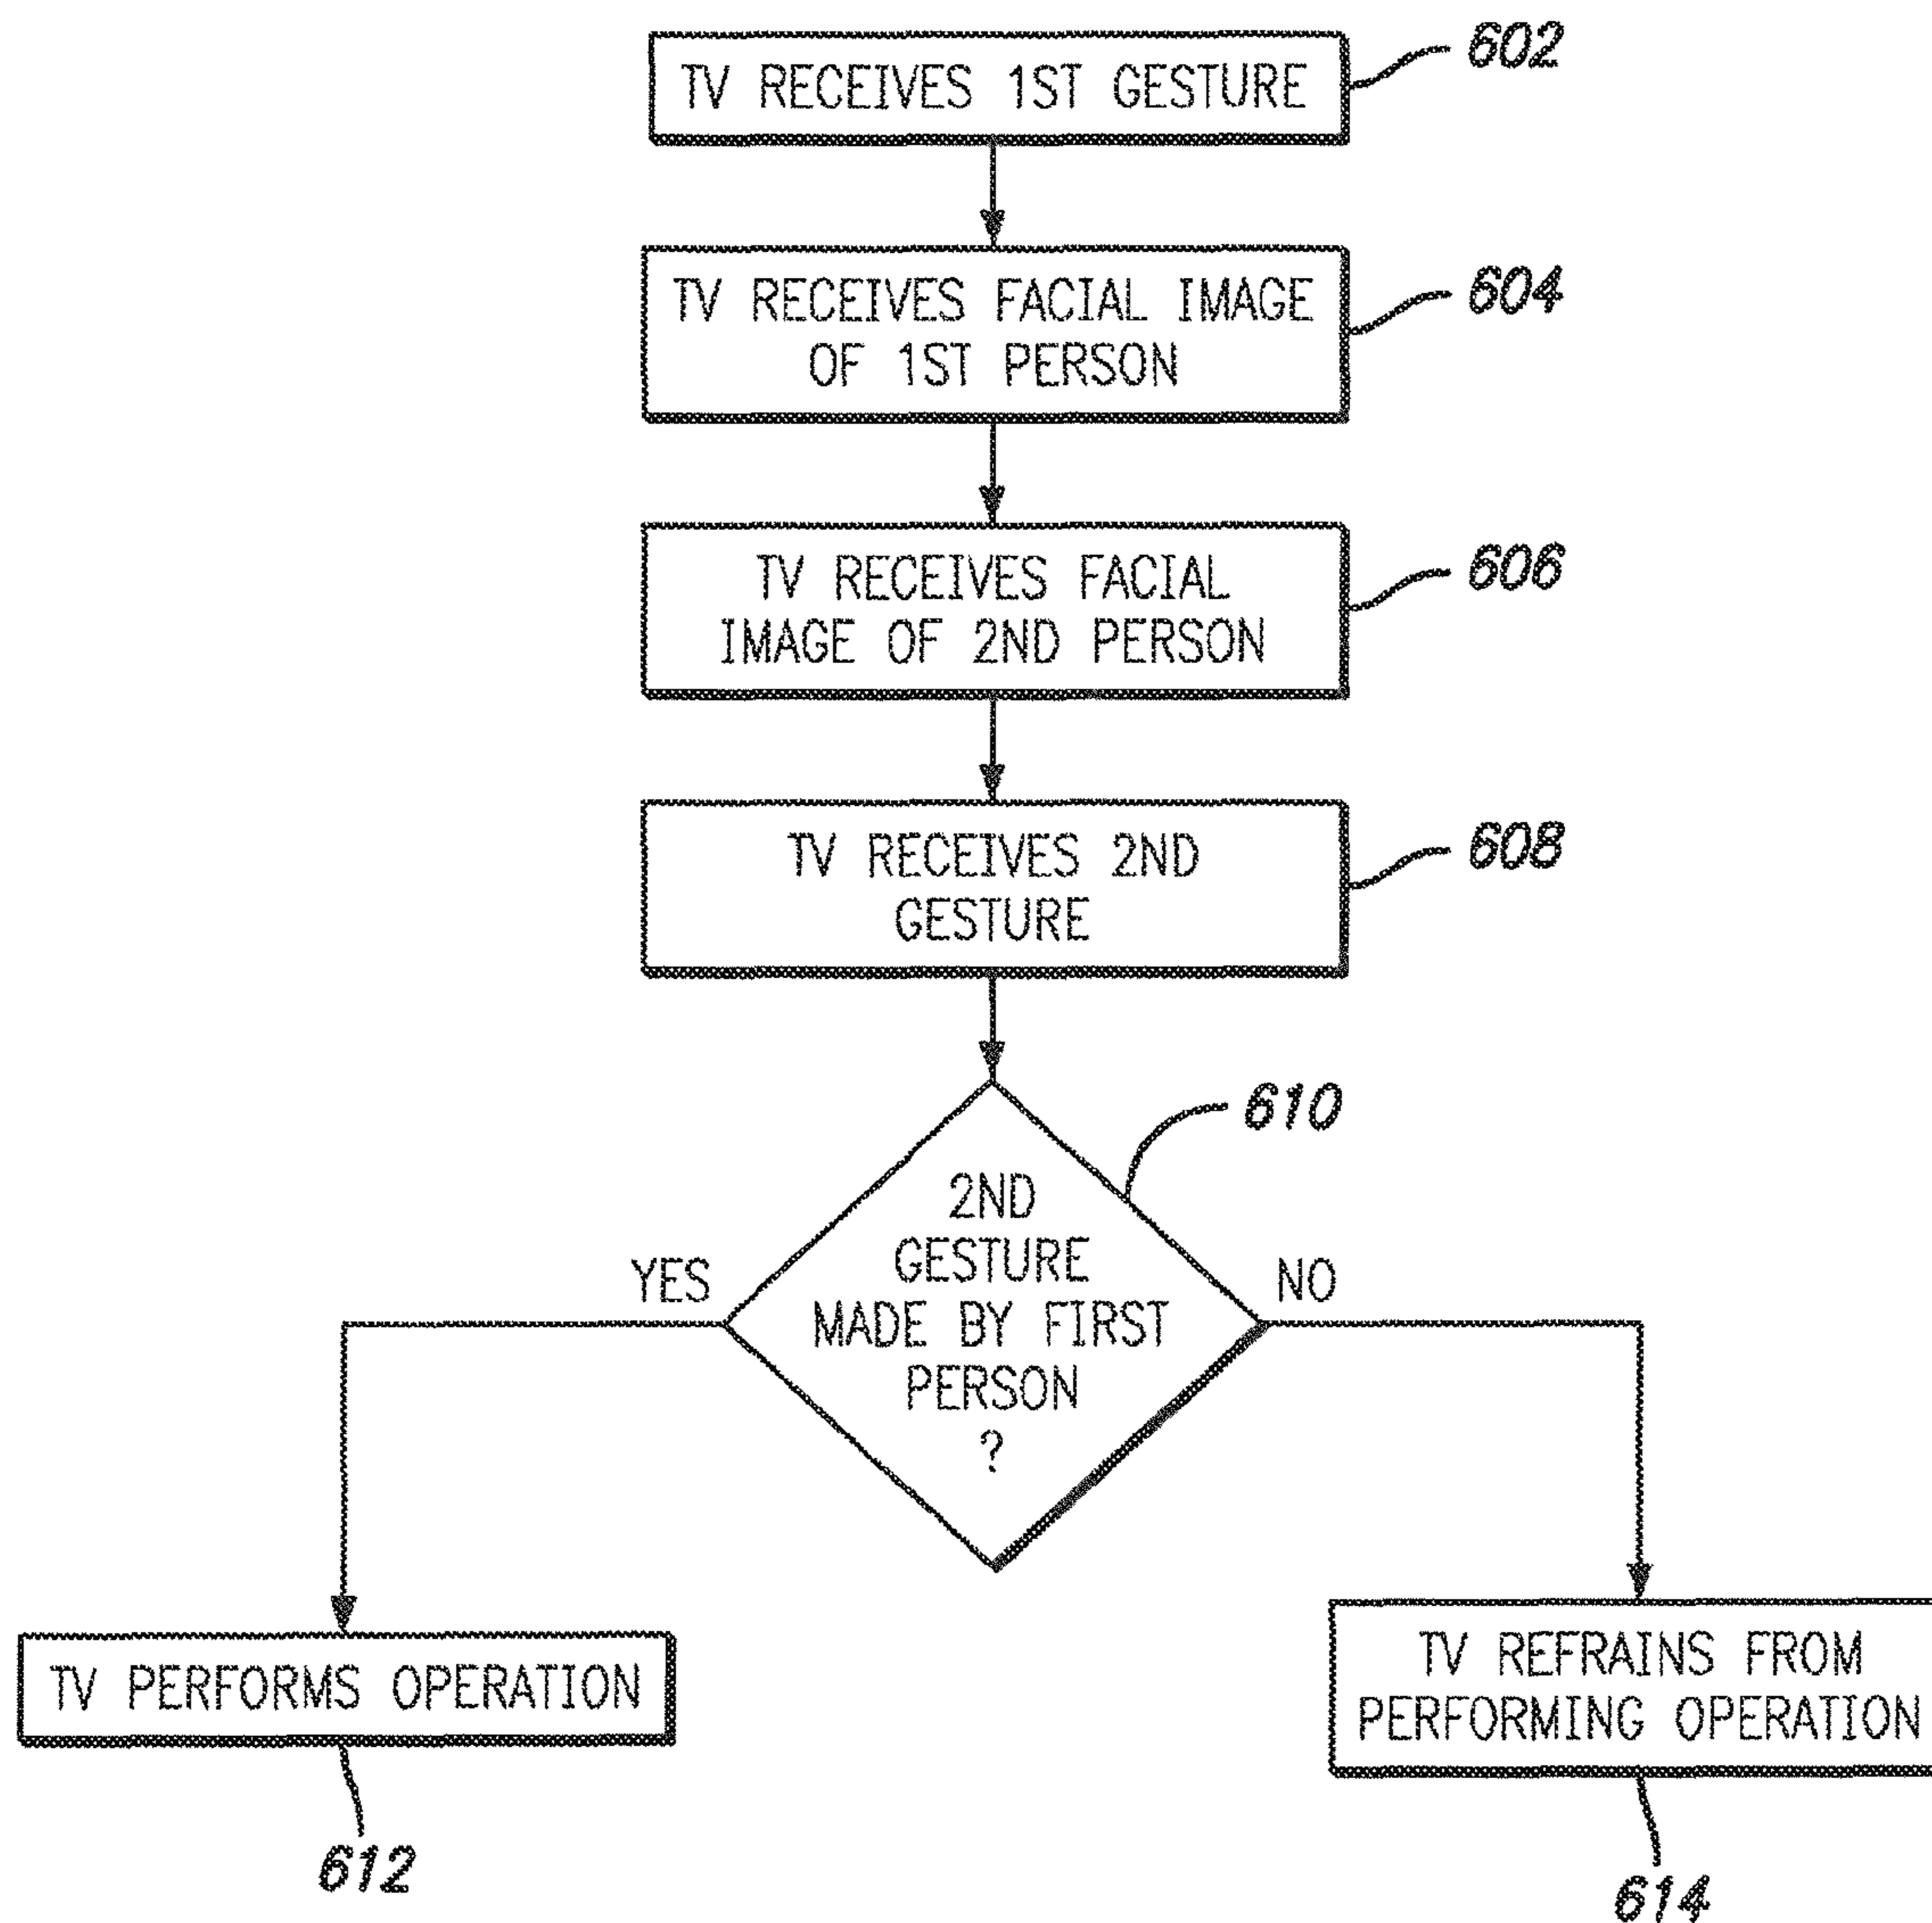 TV RECEIVES 1ST GESTURE
602
TV RECEIVES FACIAL IMAGE
OF 1ST PERSON
604
TV RECEIVES FACIAL
IMAGE OF 2ND PERSON
606
TV RECEIVES 2ND
GESTURE
608
610
2ND
GESTURE
MADE BY FIRST
PERSON
?
YES
NO
TV PERFORMS OPERATION
612
TV REFRAINS FROM
PERFORMING OPERATION
614